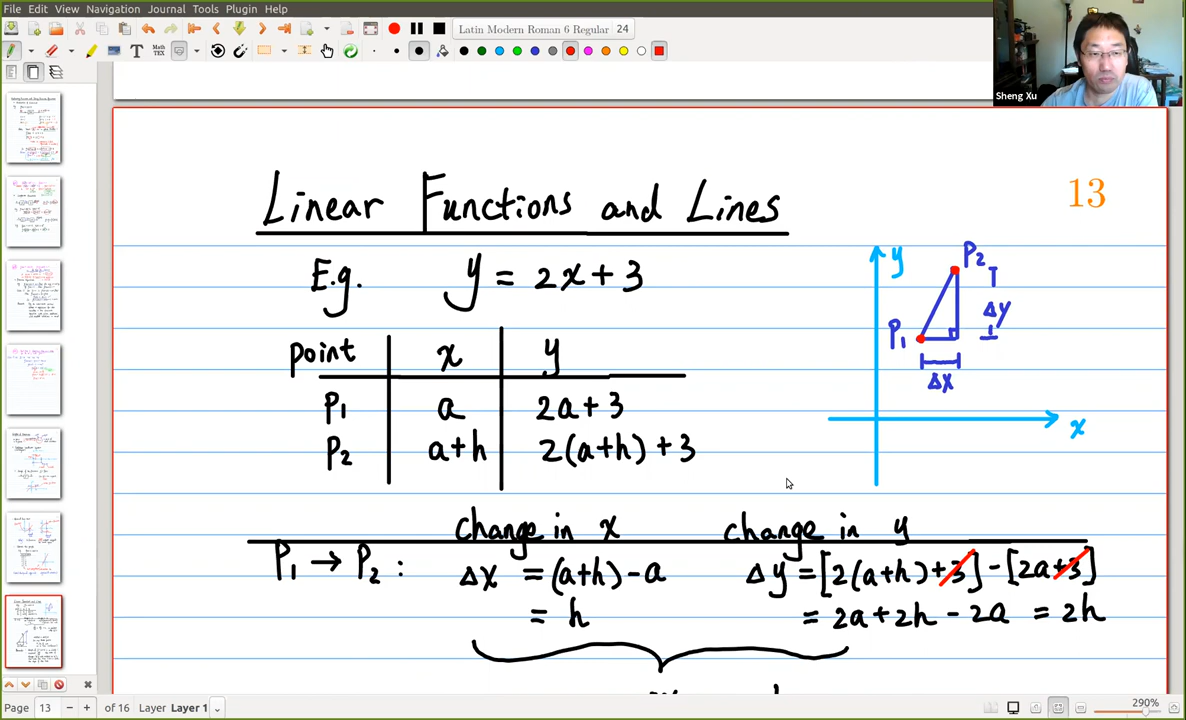 File Edit View Navigation Journal Tools Plugin Help
Latin Modern Roman 6 Regular 24
Sheng Xu
13
Linear Functions and Lines
E.g. y = 2x+3
point x y
P1 a 2a+3
P2 a+h 2(a+h)+3
y
P2
P1
Δy
Δx
x
change in x change in y
P1 → P2 : Δx =(a+h)-a Δy =[2(a+h)+3]-[2a+3]
= h = 2a+2h-2a = 2h
Page 13 of 16 Layer Layer 1 290%